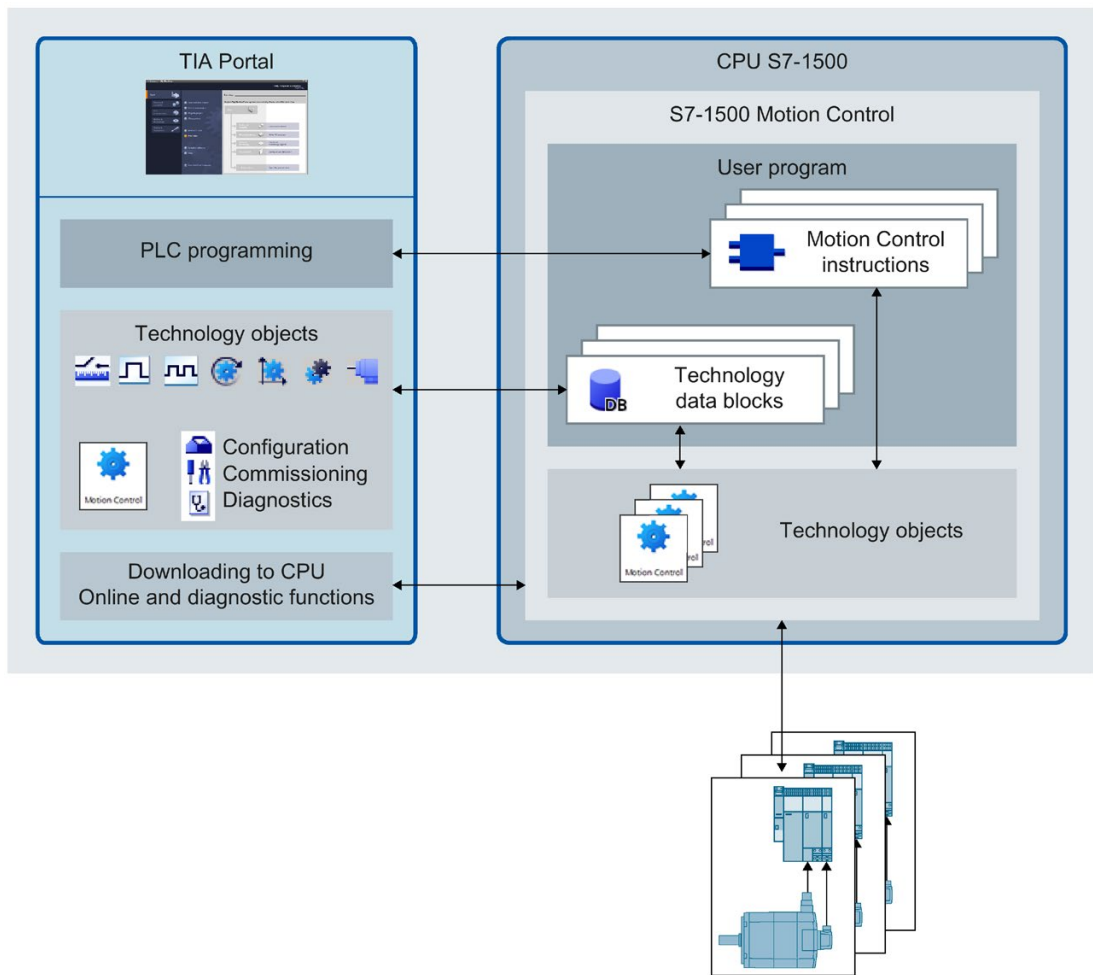 TIA Portal
PLC programming
Technology objects
Motion Control
Configuration
Commissioning
Diagnostics
Downloading to CPU
Online and diagnostic functions
CPU S7-1500
S7-1500 Motion Control
User program
Motion Control
instructions
DB
Technology
data blocks
Motion Control
Technology objects